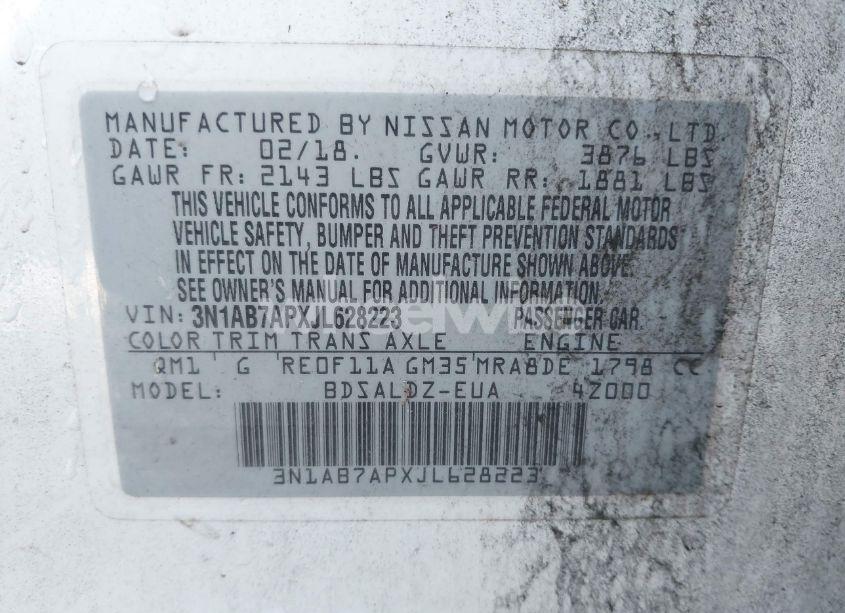 MANUFACTURED BY NISSAN MOTOR CO., LTD.
DATE: 02/18. GVWR: 3876 LBS
GAWR FR: 2143 LBS GAWR RR: 1881 LBS
THIS VEHICLE CONFORMS TO ALL APPLICABLE FEDERAL MOTOR
VEHICLE SAFETY, BUMPER AND THEFT PREVENTION STANDARDS
IN EFFECT ON THE DATE OF MANUFACTURE SHOWN ABOVE.
SEE OWNER'S MANUAL FOR ADDITIONAL INFORMATION.
VIN: 3N1AB7APXJL628223 PASSENGER CAR
COLOR TRIM TRANS AXLE ENGINE
QM1 G RE0F11A GM35 MRA8DE 1798 CC
MODEL: BDSALDZ-EUA 42000
3N1AB7APXJL628223